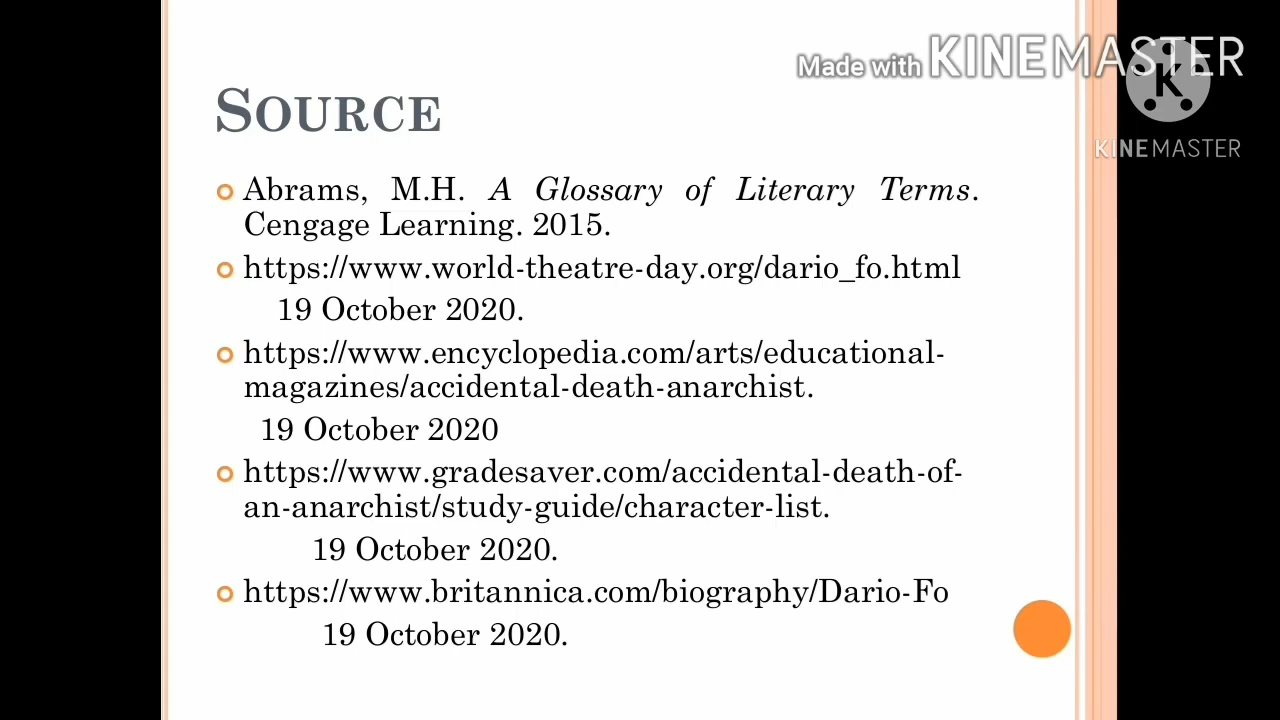 Made with KINEMASTER
K
KINEMASTER
SOURCE
Abrams, M.H. A Glossary of Literary Terms.
Cengage Learning. 2015.
https://www.world-theatre-day.org/dario_fo.html
19 October 2020.
https://www.encyclopedia.com/arts/educational-
magazines/accidental-death-anarchist.
19 October 2020
https://www.gradesaver.com/accidental-death-of-
an-anarchist/study-guide/character-list.
19 October 2020.
https://www.britannica.com/biography/Dario-Fo
19 October 2020.